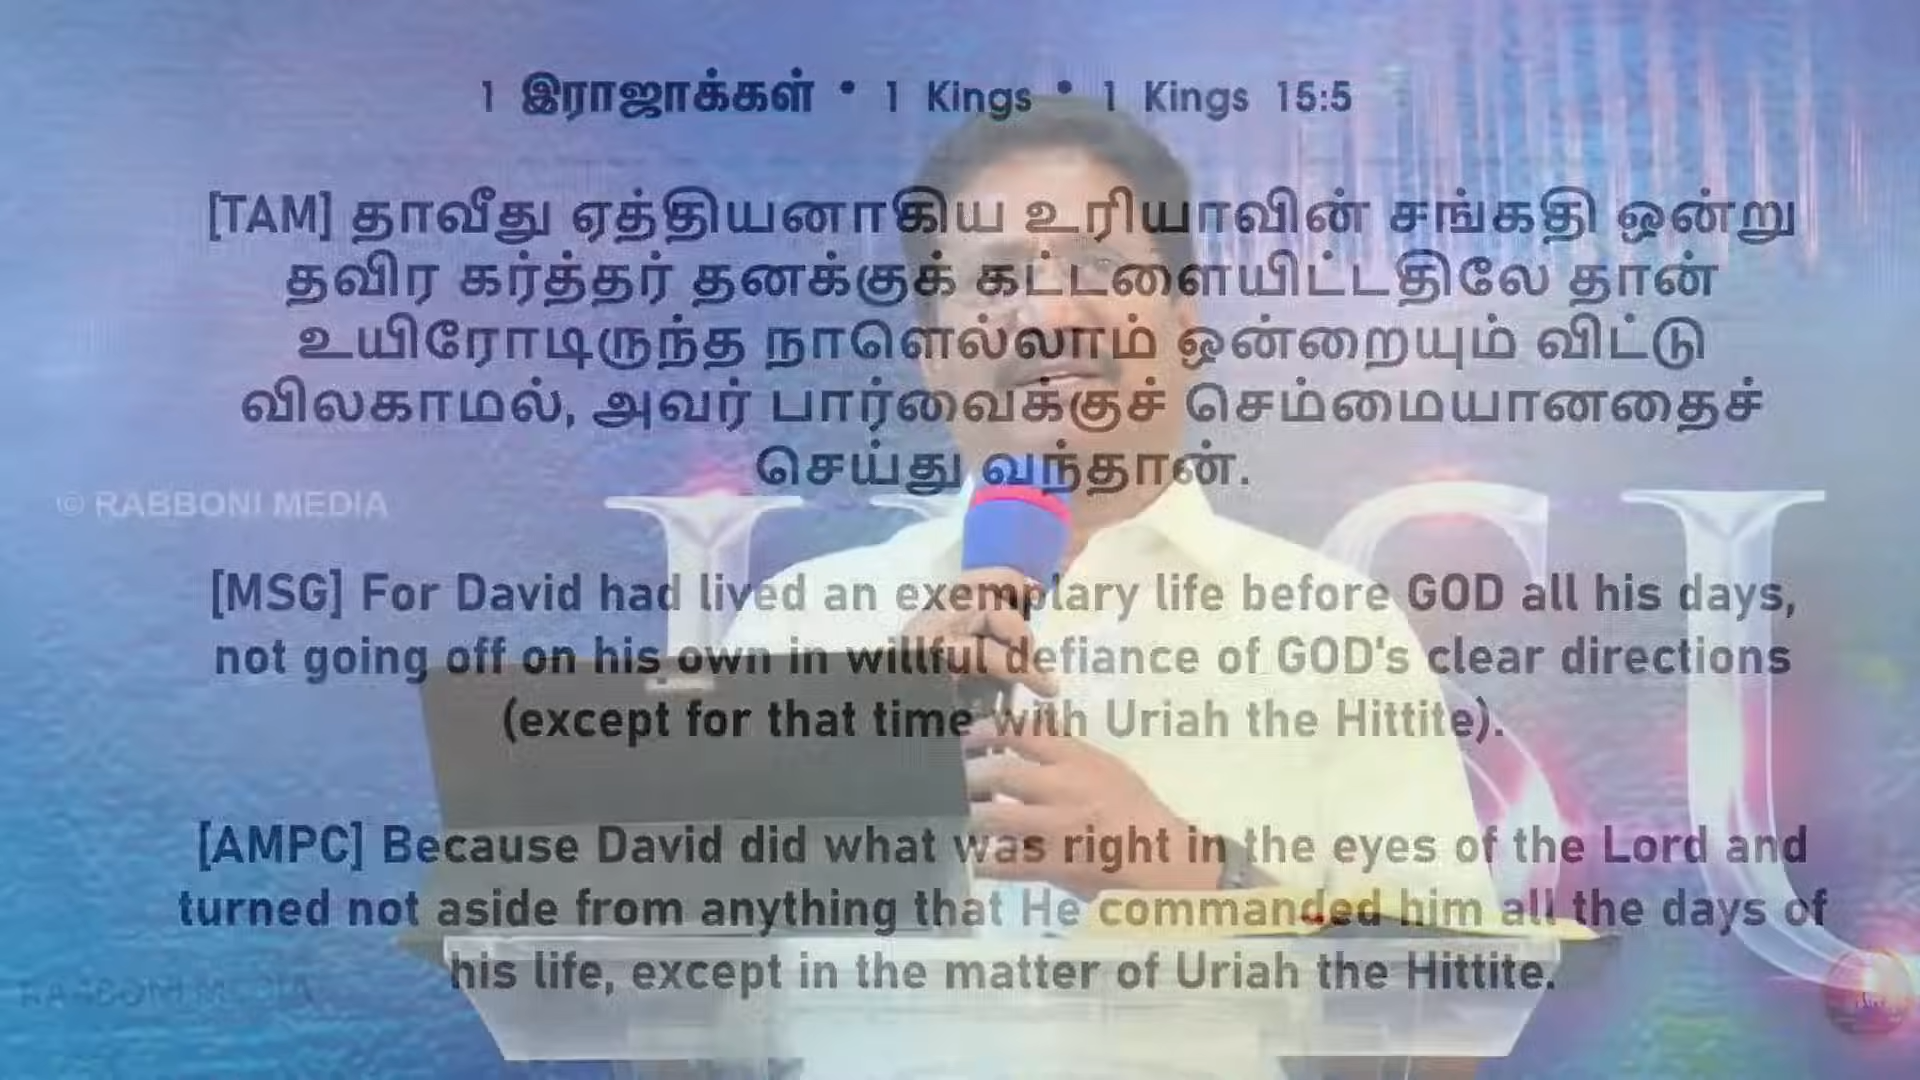 1 இராஜாக்கள் • 1 Kings • 1 Kings 15:5
[TAM] தாவீது ஏத்தியனாகிய உரியாவின் சங்கதி ஒன்று
தவிர கர்த்தர் தனக்குக் கட்டளையிட்டதிலே தான்
உயிரோடிருந்த நாளெல்லாம் ஒன்றையும் விட்டு
விலகாமல், அவர் பார்வைக்குச் செம்மையானதைச்
செய்து வந்தான்.
© RABBONI MEDIA
[MSG] For David had lived an exemplary life before GOD all his days,
not going off on his own in willful defiance of GOD's clear directions
(except for that time with Uriah the Hittite).
[AMPC] Because David did what was right in the eyes of the Lord and
turned not aside from anything that He commanded him all the days of
his life, except in the matter of Uriah the Hittite.